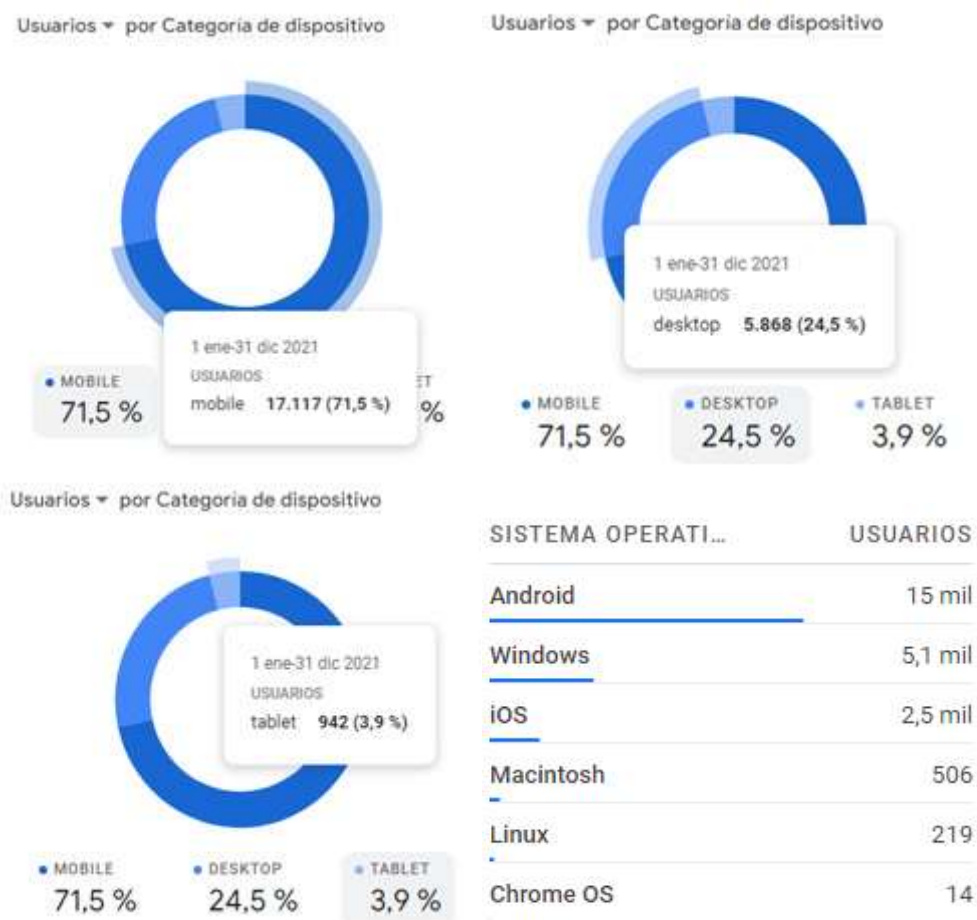 Usuarios por Categoría de dispositivo
1 ene-31 dic 2021
USUARIOS
mobile 17.117 (71,5 %)
MOBILE
71,5 %
ET
%
Usuarios por Categoría de dispositivo
1 ene-31 dic 2021
USUARIOS
desktop 5.868 (24,5 %)
MOBILE DESKTOP TABLET
71,5 % 24,5 % 3,9 %
Usuarios por Categoría de dispositivo
1 ene-31 dic 2021
USUARIOS
tablet 942 (3,9 %)
MOBILE DESKTOP TABLET
71,5 % 24,5 % 3,9 %
SISTEMA OPERATI... USUARIOS
Android 15 mil
Windows 5,1 mil
iOS 2,5 mil
Macintosh 506
Linux 219
Chrome OS 14